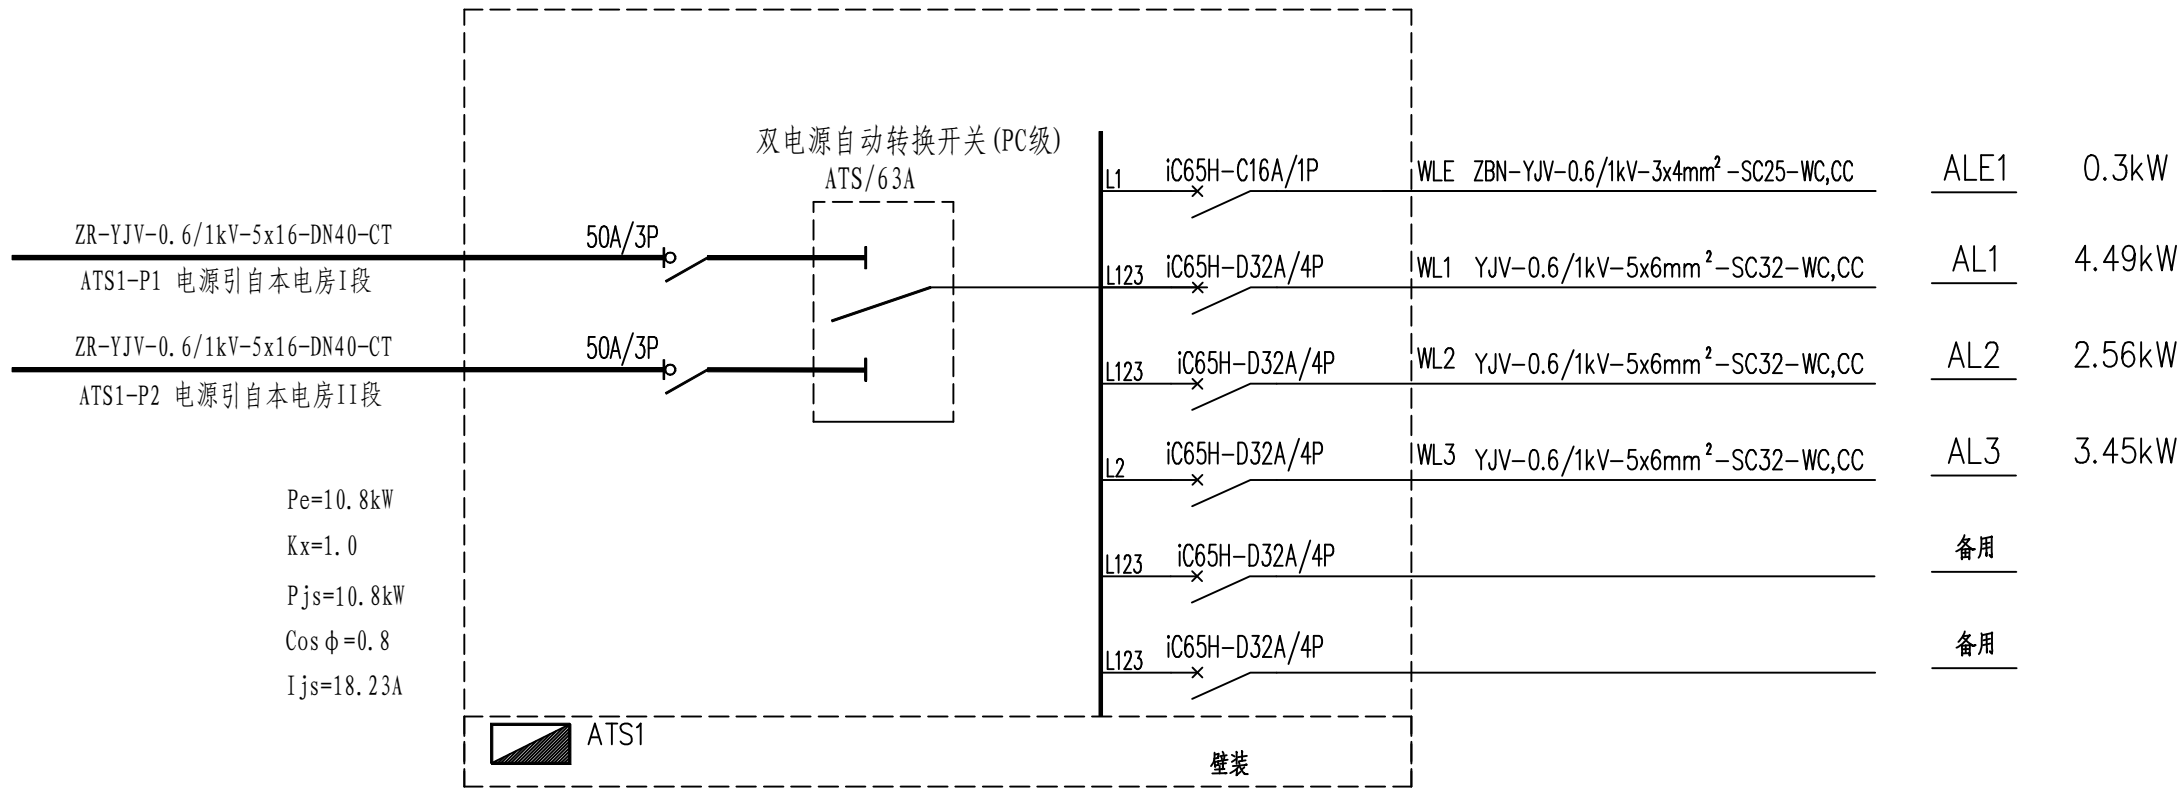 双电源自动转换开关(PC级)
ATS/63A
ZR-YJV-0.6/1kV-5x16-DN40-CT
50A/3P
ATS1-P1 电源引自本电房I段
ZR-YJV-0.6/1kV-5x16-DN40-CT
50A/3P
ATS1-P2 电源引自本电房II段
L1 iC65H-C16A/1P WLE ZBN-YJV-0.6/1kV-3x4mm²-SC25-WC,CC ALE1 0.3kW
L123 iC65H-D32A/4P WL1 YJV-0.6/1kV-5x6mm²-SC32-WC,CC AL1 4.49kW
L123 iC65H-D32A/4P WL2 YJV-0.6/1kV-5x6mm²-SC32-WC,CC AL2 2.56kW
L2 iC65H-D32A/4P WL3 YJV-0.6/1kV-5x6mm²-SC32-WC,CC AL3 3.45kW
L123 iC65H-D32A/4P 备用
L123 iC65H-D32A/4P 备用
Pe=10.8kW
Kx=1.0
Pjs=10.8kW
Cosφ=0.8
Ijs=18.23A
ATS1
壁装